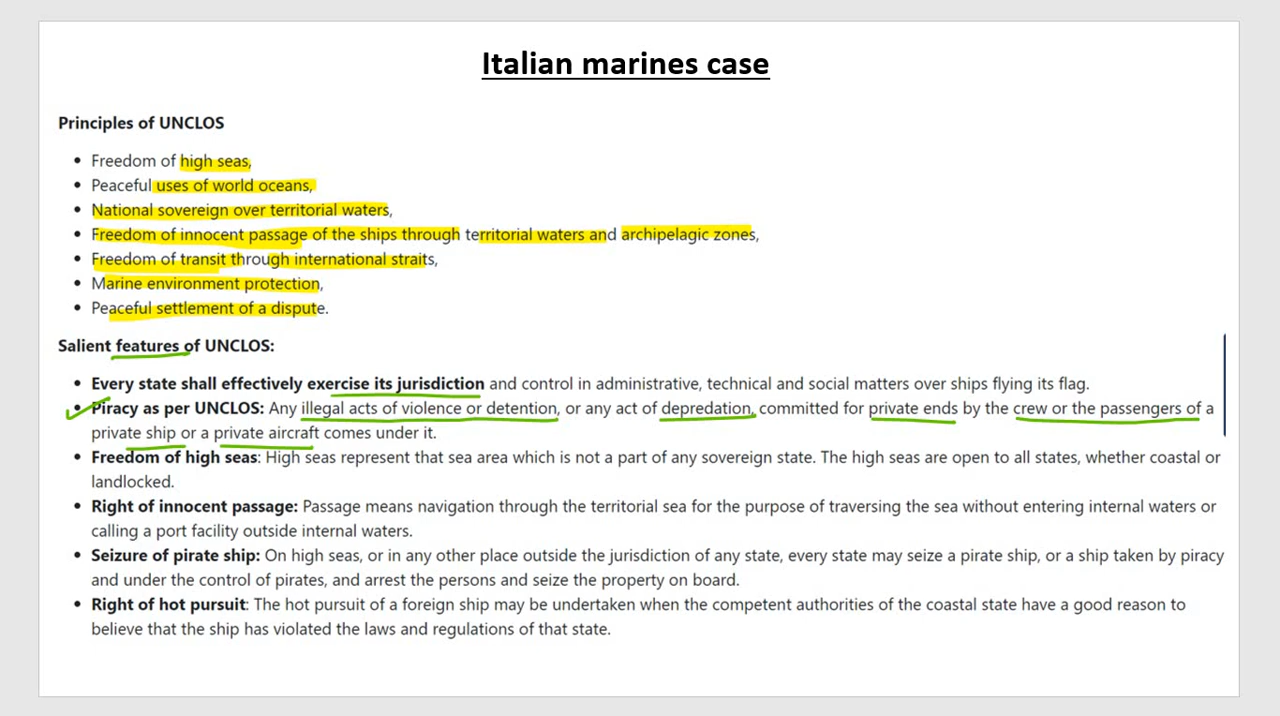 Italian marines case
Principles of UNCLOS
• Freedom of high seas,
• Peaceful uses of world oceans,
• National sovereign over territorial waters,
• Freedom of innocent passage of the ships through territorial waters and archipelagic zones,
• Freedom of transit through international straits,
• Marine environment protection,
• Peaceful settlement of a dispute.
Salient features of UNCLOS:
• Every state shall effectively exercise its jurisdiction and control in administrative, technical and social matters over ships flying its flag.
• Piracy as per UNCLOS: Any illegal acts of violence or detention, or any act of depredation, committed for private ends by the crew or the passengers of a
private ship or a private aircraft comes under it.
• Freedom of high seas: High seas represent that sea area which is not a part of any sovereign state. The high seas are open to all states, whether coastal or
landlocked.
• Right of innocent passage: Passage means navigation through the territorial sea for the purpose of traversing the sea without entering internal waters or
calling a port facility outside internal waters.
• Seizure of pirate ship: On high seas, or in any other place outside the jurisdiction of any state, every state may seize a pirate ship, or a ship taken by piracy
and under the control of pirates, and arrest the persons and seize the property on board.
• Right of hot pursuit: The hot pursuit of a foreign ship may be undertaken when the competent authorities of the coastal state have a good reason to
believe that the ship has violated the laws and regulations of that state.